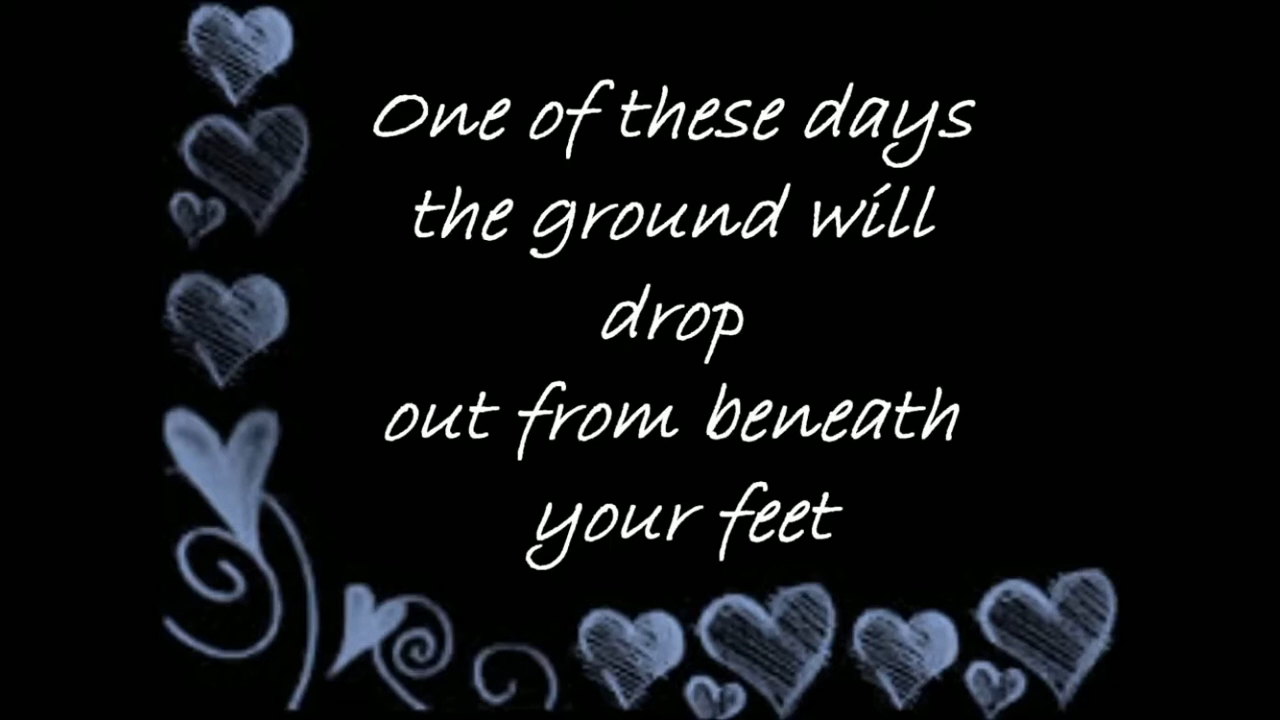 One of these days
the ground will
drop
out from beneath
your feet